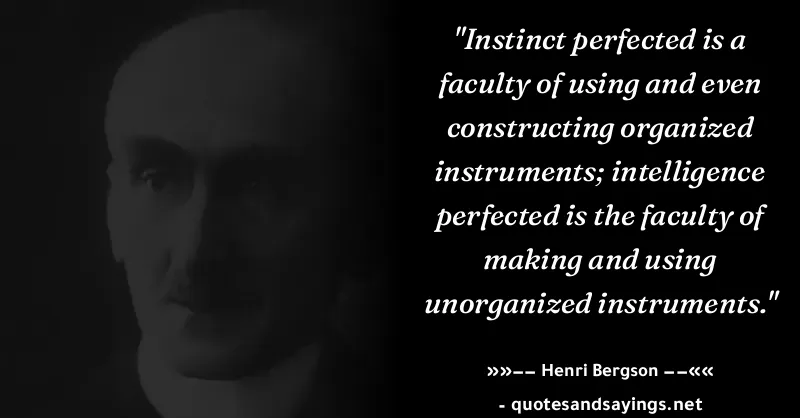 "Instinct perfected is a
faculty of using and even
constructing organized
instruments; intelligence
perfected is the faculty of
making and using
unorganized instruments."
»»–– Henri Bergson ––««
- quotesandsayings.net